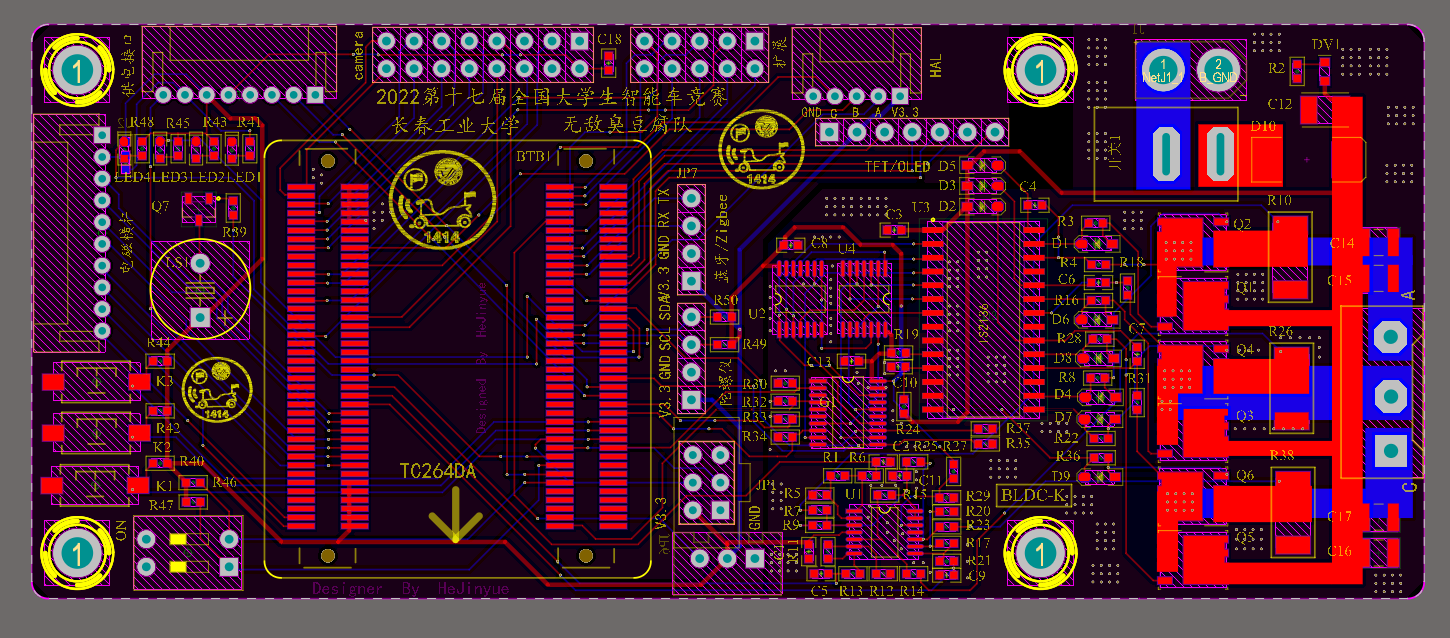 camera
C18
扩展
HAL
1
2
NetJ1_1
B_GND
DV1
R2
C12
供电接口
1
1
2022第十七届全国大学生智能车竞赛
长春工业大学 无敌臭豆腐队
GND C B A V3.3
R48 R45 R43 R41
LED4 LED3 LED2 LED1
BTB1
JP7
TFT/OLED
D5
D3
D2
开关1
D10
Q7
R39
1414
1414
U3
C3
C4
R3
D1
R4
C6
R18
R16
D6
R28
C7
D8
R8
R31
D4
D7
R22
R36
D9
R10
Q2
Q1
C14
C15
A
电磁模拟
LS1
V3.3 GND RX TX
蓝牙/Zigbee
C8
U4
U2
R50
R49
R19
IS2136
V3.3 GND SCL SDA
陀螺仪
C13
C10
R26
Q4
Q3
R44
K3
1414
R42
K2
R40
K1
R46
R47
ON
Designed By HeJinyue
R30
R32
R33
R34
R24
R37
R35
C2 R25 R27
R1 R6
C11
R5
R7
R9
U1
R15
R29
R20
R23
R17
R21
C9
R11
C5 R13 R12 R14
BLDC-K
R38
Q6
Q5
C17
C16
C
TC264DA
V3.3
JP1
GND
1
1
Designer By HeJinyue